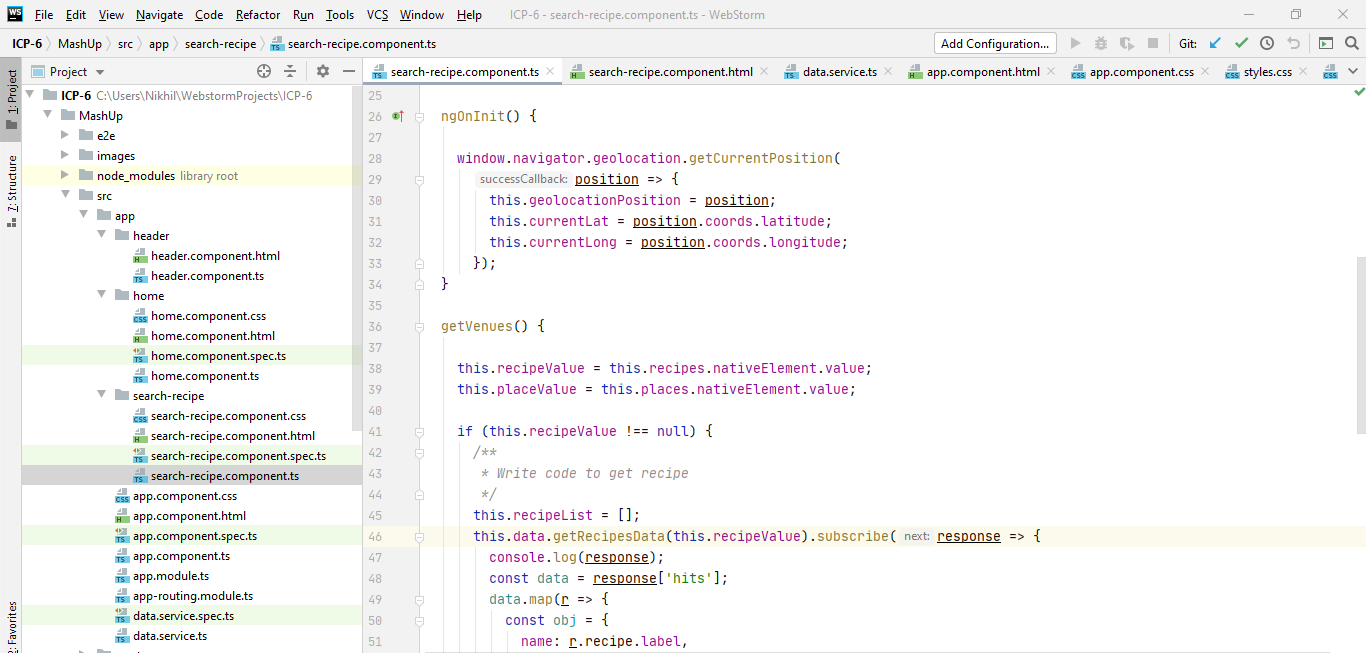 WS File Edit View Navigate Code Refactor Run Tools VCS Window Help ICP-6 - search-recipe.component.ts - WebStorm
ICP-6 MashUp src app search-recipe search-recipe.component.ts Add Configuration... Git:
Project search-recipe.component.ts search-recipe.component.html data.service.ts app.component.html app.component.css styles.css
1: Project
7: Structure
2: Favorites
ICP-6 C:\Users\Nikhil\WebstormProjects\ICP-6
MashUp
e2e
images
node_modules library root
src
app
header
header.component.html
header.component.ts
home
home.component.css
home.component.html
home.component.spec.ts
home.component.ts
search-recipe
search-recipe.component.css
search-recipe.component.html
search-recipe.component.spec.ts
search-recipe.component.ts
app.component.css
app.component.html
app.component.spec.ts
app.component.ts
app.module.ts
app-routing.module.ts
data.service.spec.ts
data.service.ts
25
26 ngOnInit() {
27
28 window.navigator.geolocation.getCurrentPosition(
29 successCallback: position => {
30 this.geolocationPosition = position;
31 this.currentLat = position.coords.latitude;
32 this.currentLong = position.coords.longitude;
33 });
34 }
35
36 getVenues() {
37
38 this.recipeValue = this.recipes.nativeElement.value;
39 this.placeValue = this.places.nativeElement.value;
40
41 if (this.recipeValue !== null) {
42 /**
43 * Write code to get recipe
44 */
45 this.recipeList = [];
46 this.data.getRecipesData(this.recipeValue).subscribe( next: response => {
47 console.log(response);
48 const data = response['hits'];
49 data.map(r => {
50 const obj = {
51 name: r.recipe.label,